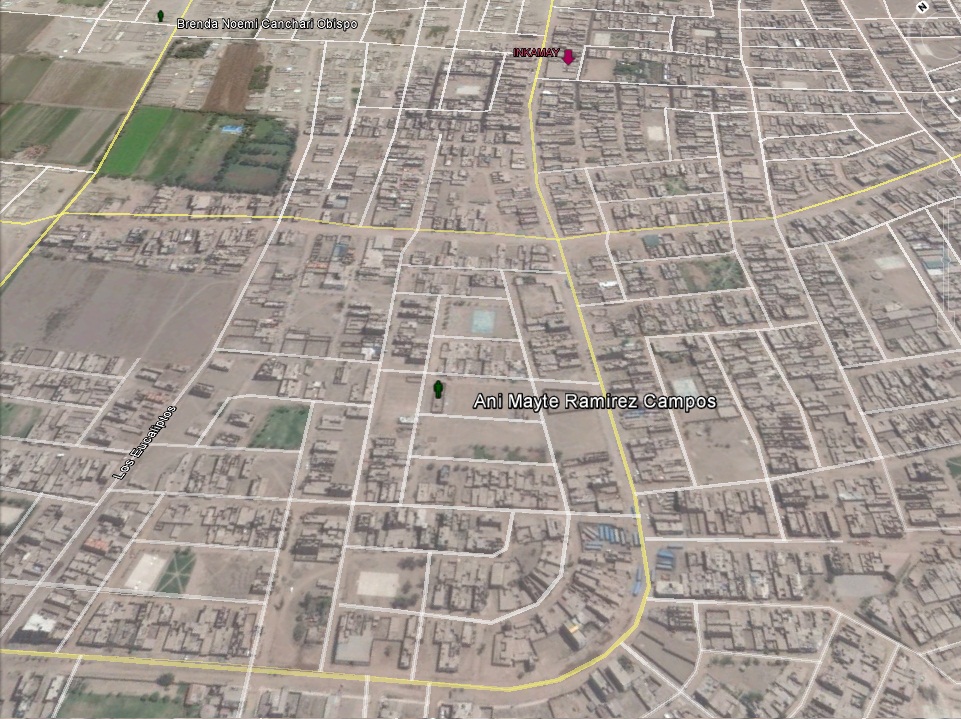 N
Brenda Noemi Canchari Obispo
INKAMAY
Ani Mayte Ramirez Campos
Los Eucaliptos